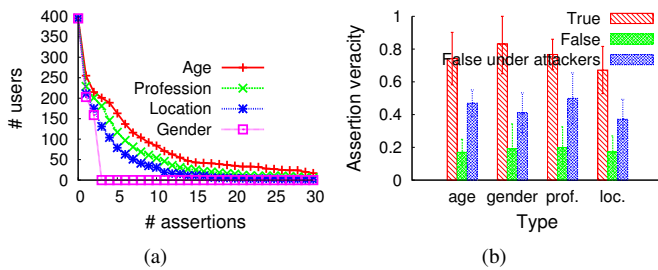 400
350
300
250
200
150
100
50
0
# users
0 5 10 15 20 25 30
# assertions
Age
Profession
Location
Gender
(a)
1
0.8
0.6
0.4
0.2
0
Assertion veracity
True
False
False under attackers
age gender prof. loc.
Type
(b)